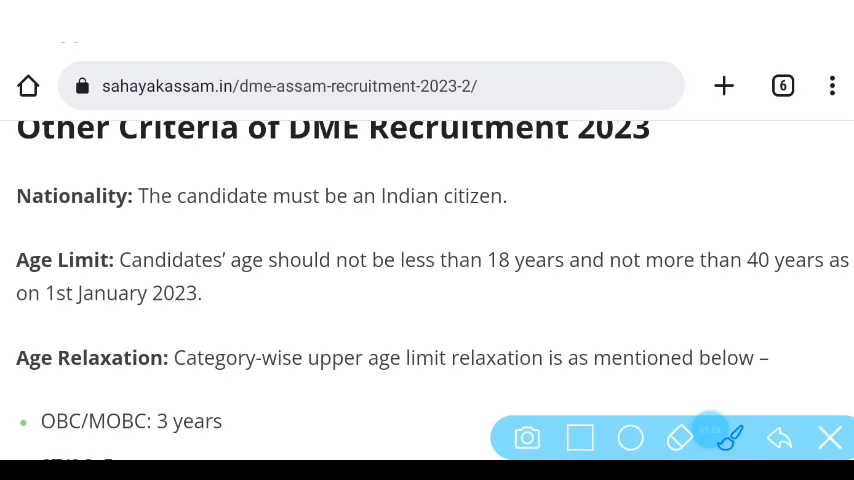 sahayakassam.in/dme-assam-recruitment-2023-2/
6
Other Criteria of DME Recruitment 2023
Nationality: The candidate must be an Indian citizen.
Age Limit: Candidates’ age should not be less than 18 years and not more than 40 years as
on 1st January 2023.
Age Relaxation: Category-wise upper age limit relaxation is as mentioned below –
OBC/MOBC: 3 years